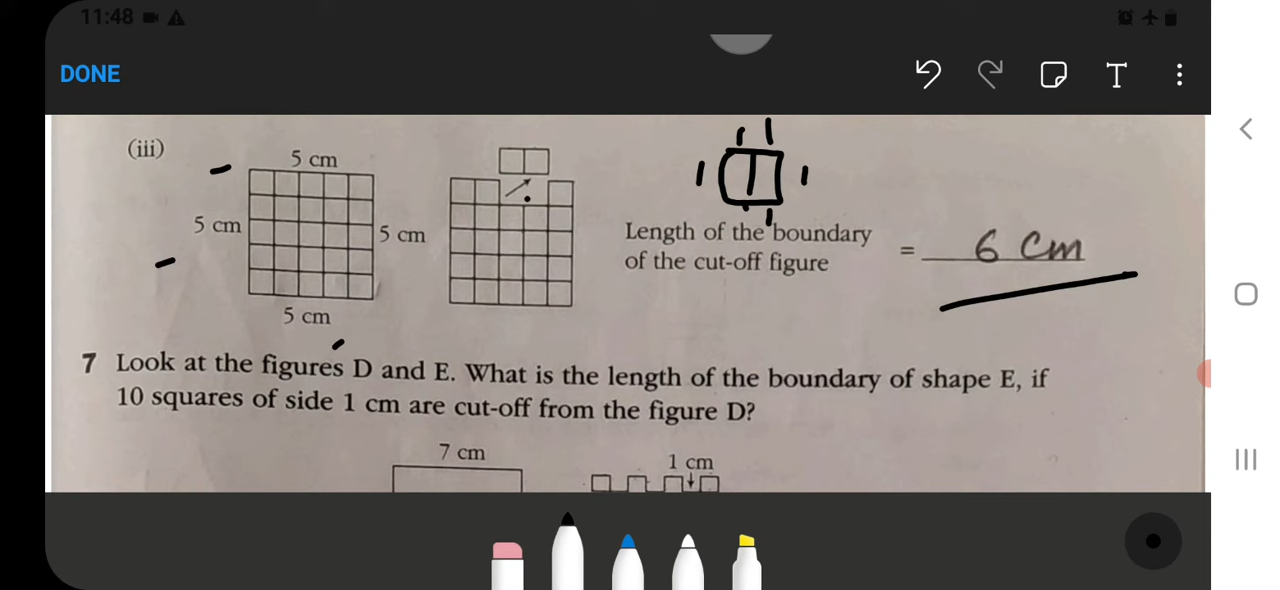 11:48
DONE
T
(iii)
5 cm
5 cm
5 cm
5 cm
Length of the boundary
of the cut-off figure
= 6 cm
7 Look at the figures D and E. What is the length of the boundary of shape E, if
10 squares of side 1 cm are cut-off from the figure D?
7 cm
1 cm